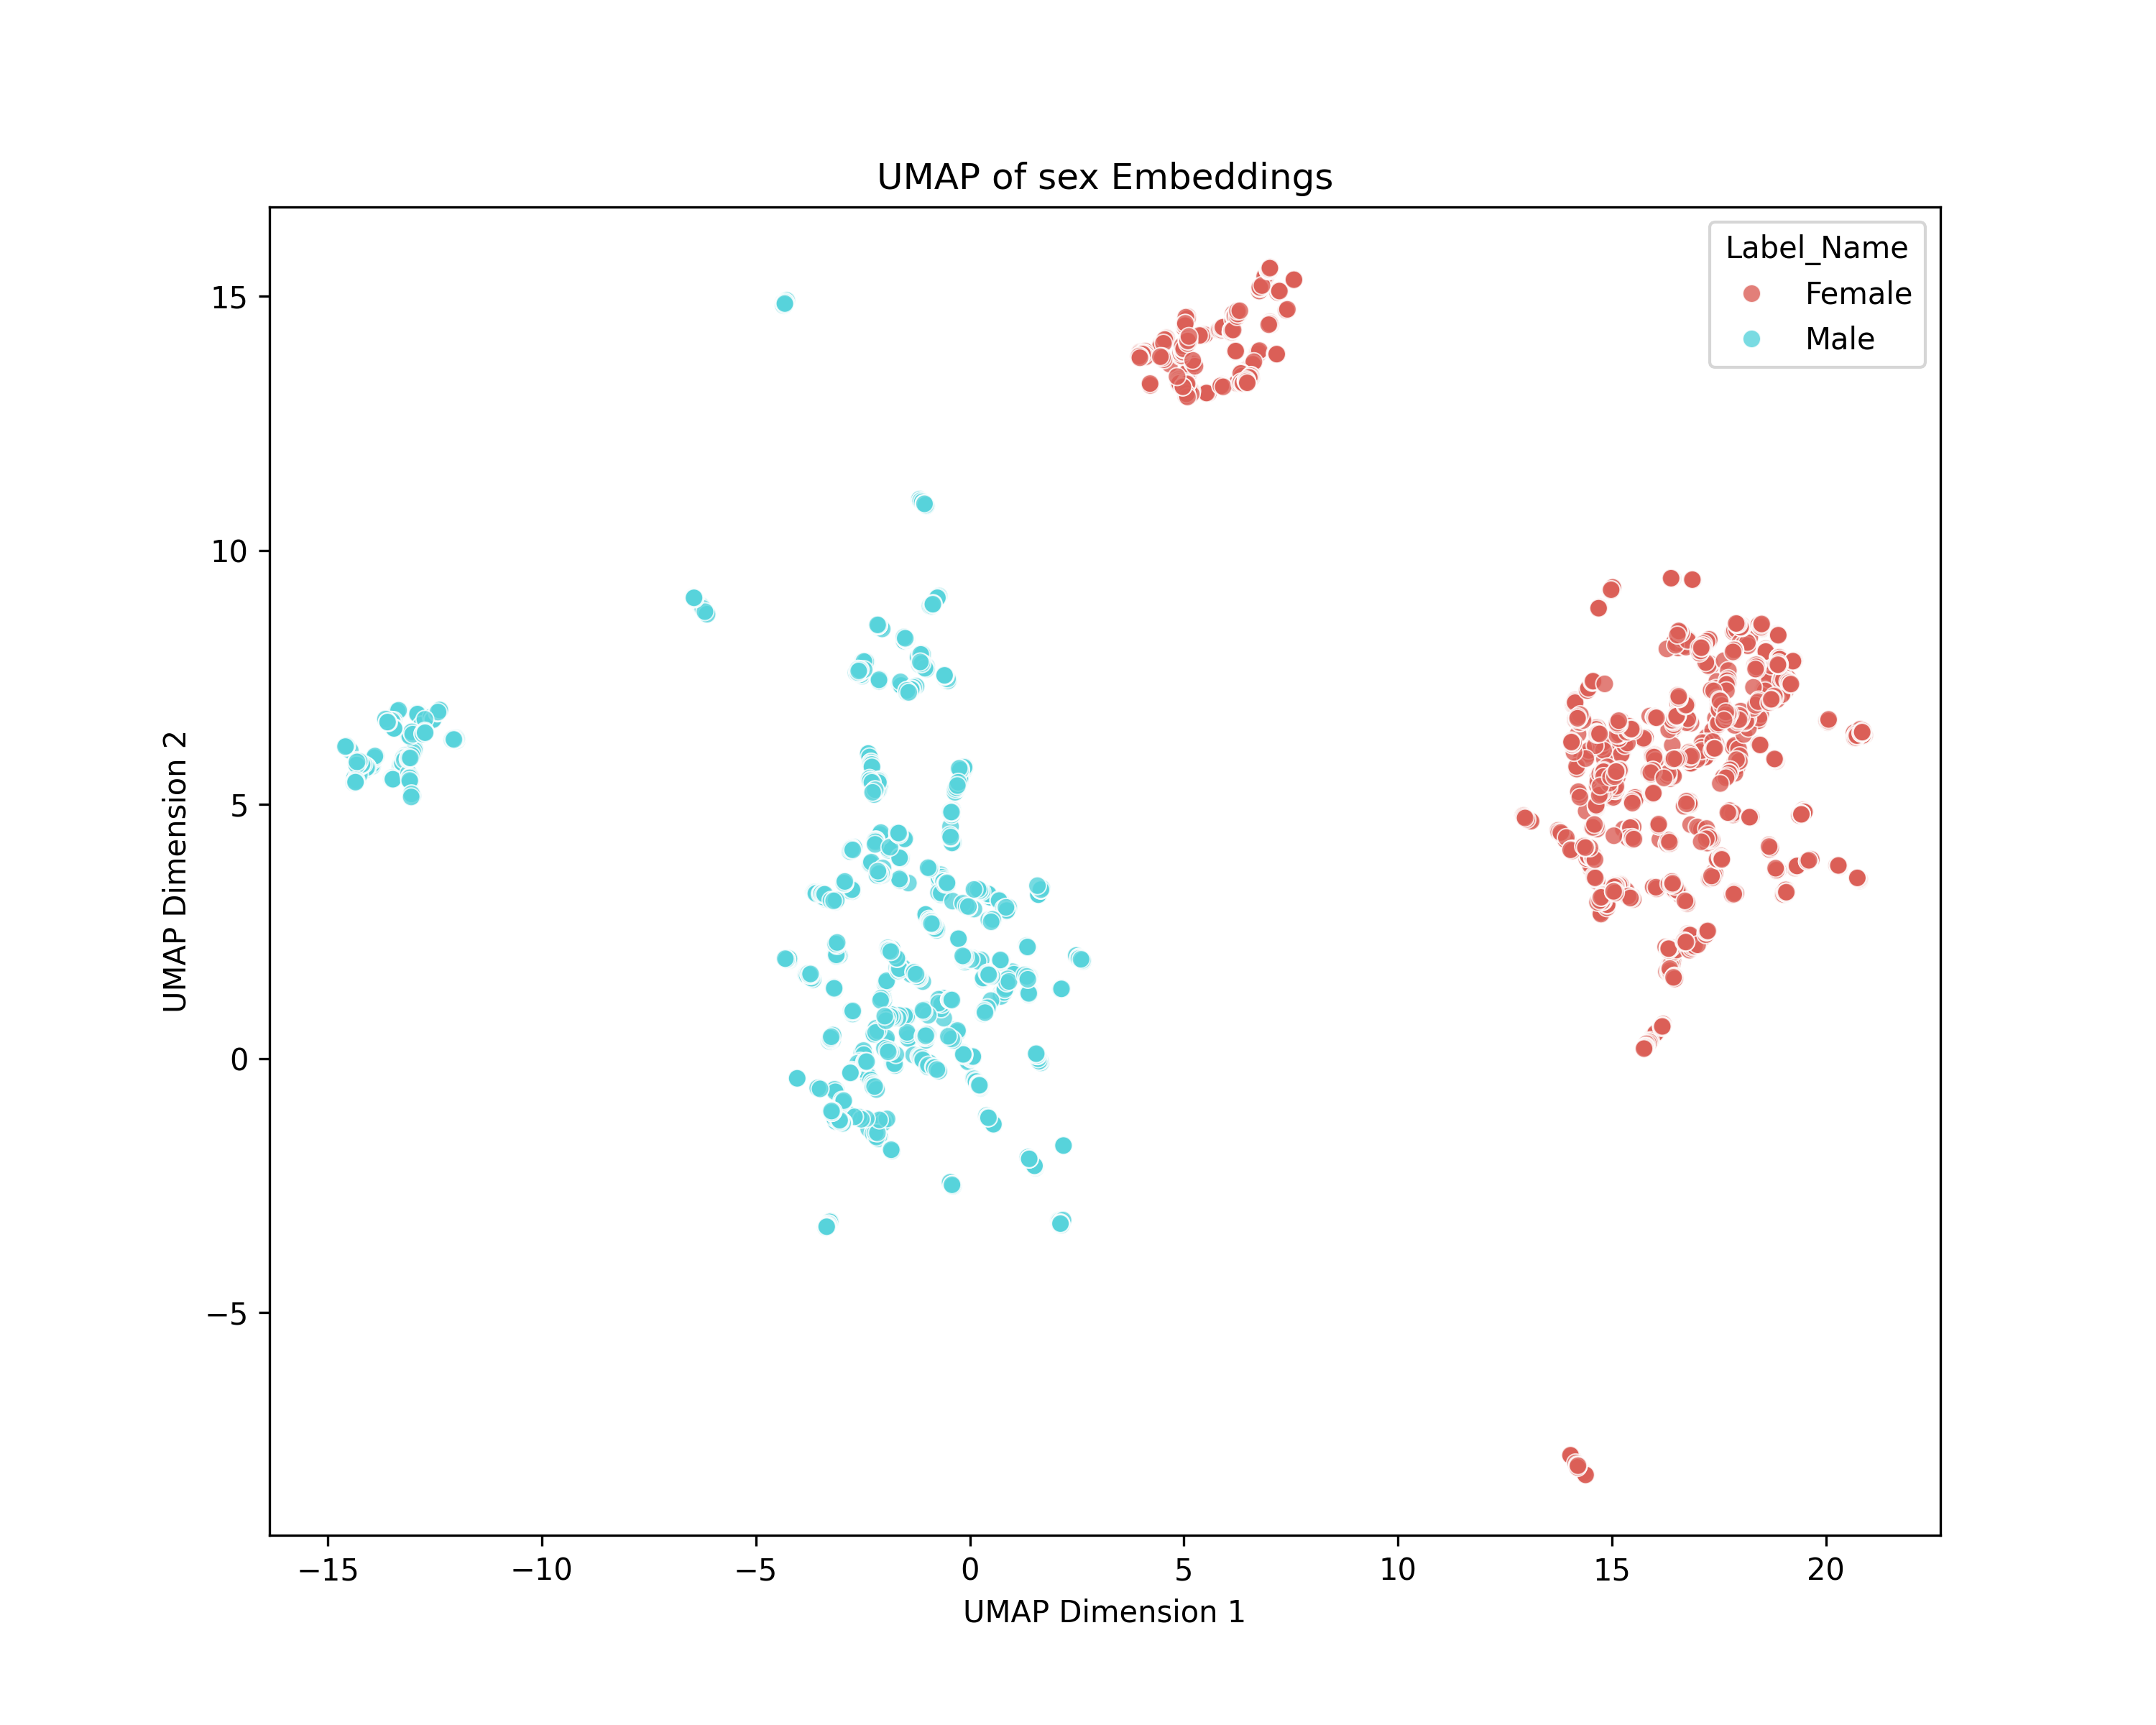 UMAP of sex Embeddings
Label_Name
Female
Male
15
10
5
0
−5
UMAP Dimension 2
−15
−10
−5
0
5
10
15
20
UMAP Dimension 1